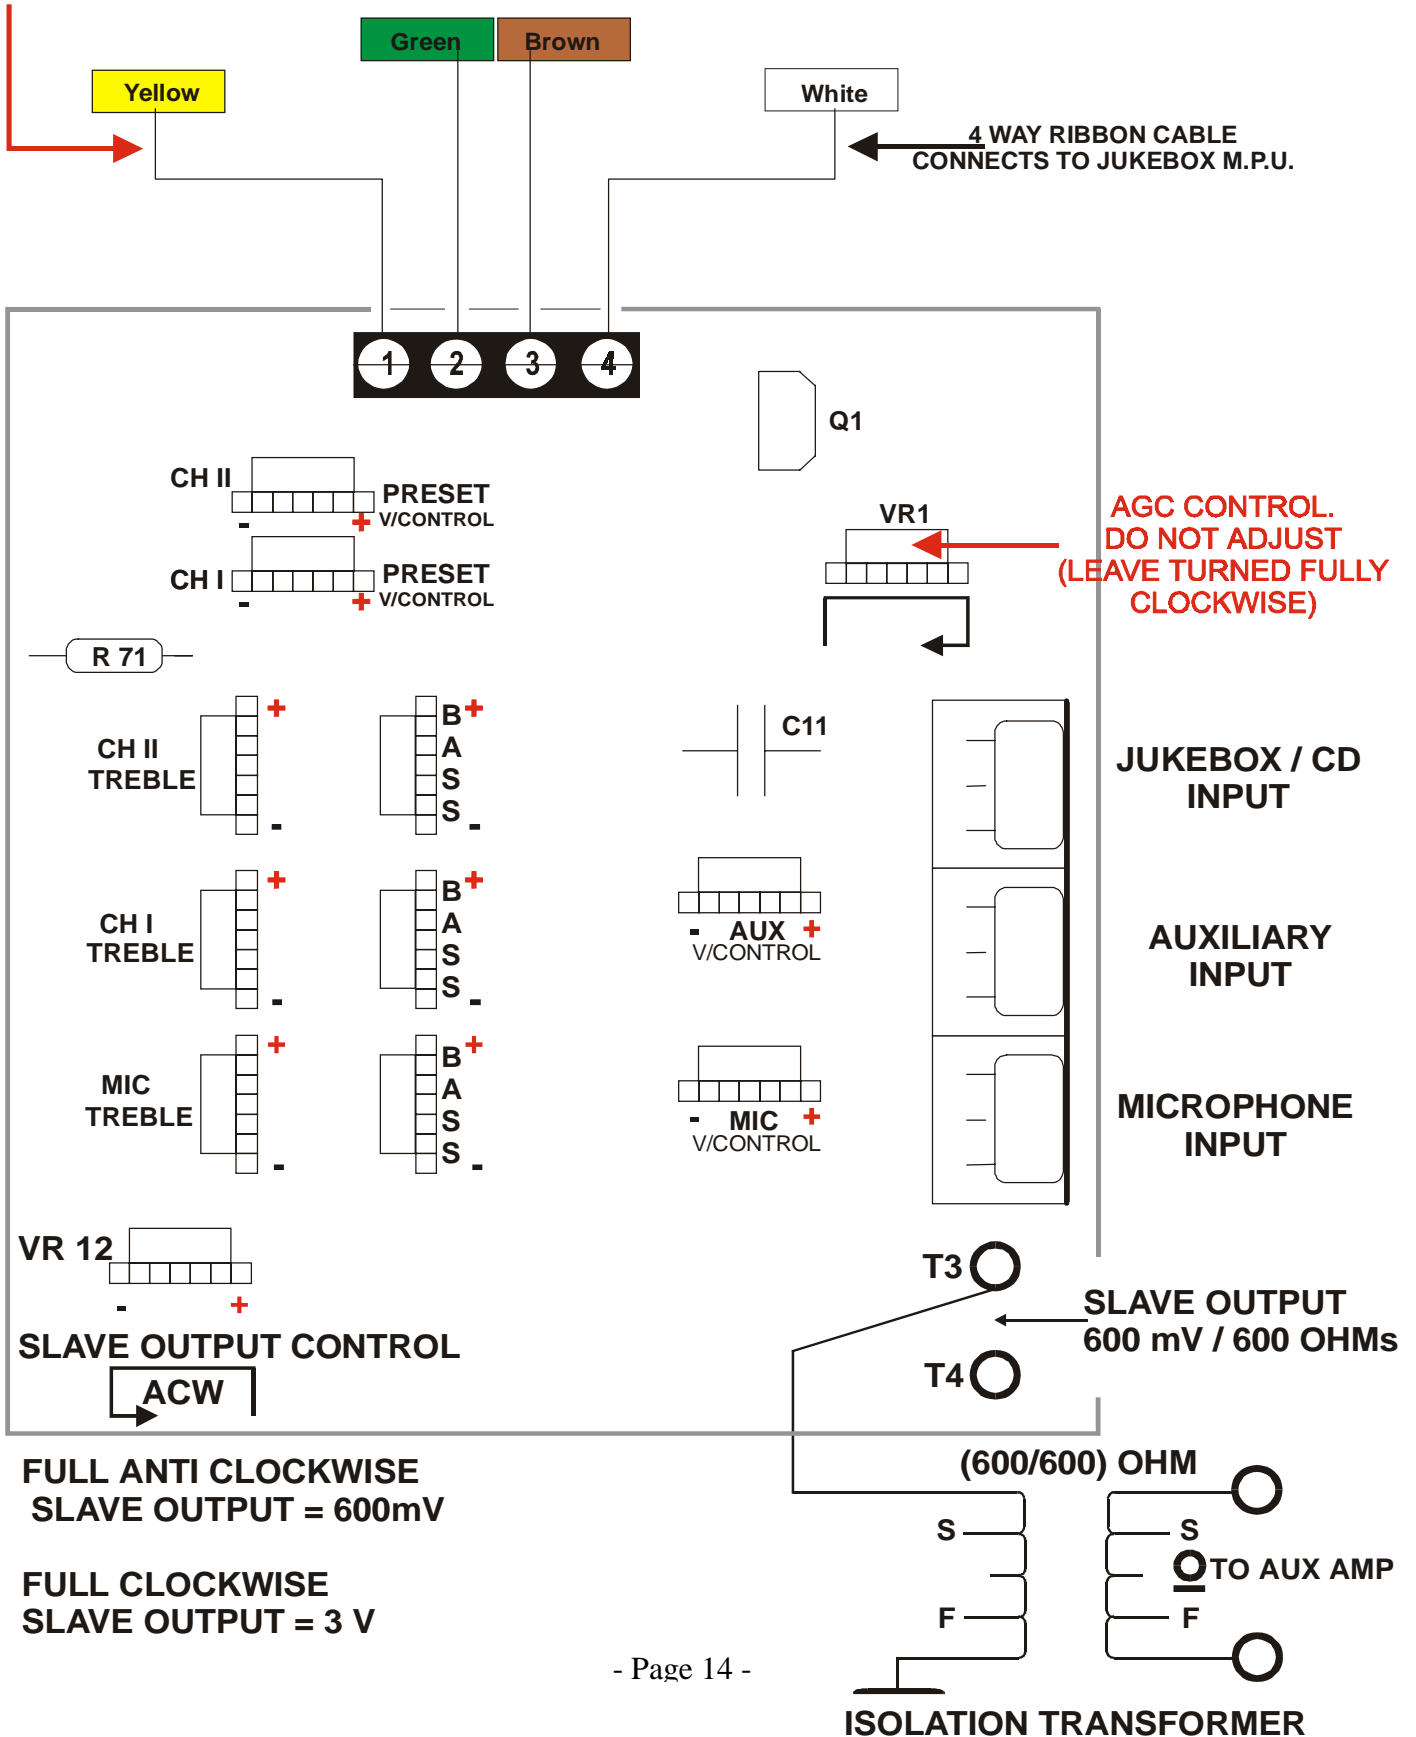 Green
Brown
Yellow
White
4 WAY RIBBON CABLE
CONNECTS TO JUKEBOX M.P.U.
1
2
3
4
Q1
CH II
PRESET
- + V/CONTROL
CH I
PRESET
- + V/CONTROL
VR1
AGC CONTROL.
DO NOT ADJUST
(LEAVE TURNED FULLY
CLOCKWISE)
R 71
CH II
TREBLE
+
-
B +
A
S
S -
C11
JUKEBOX / CD
INPUT
CH I
TREBLE
+
-
B +
A
S
S -
- AUX +
V/CONTROL
AUXILIARY
INPUT
MIC
TREBLE
+
-
B +
A
S
S -
- MIC +
V/CONTROL
MICROPHONE
INPUT
VR 12
- +
SLAVE OUTPUT CONTROL
ACW
T3
SLAVE OUTPUT
600 mV / 600 OHMs
T4
FULL ANTI CLOCKWISE
SLAVE OUTPUT = 600mV
FULL CLOCKWISE
SLAVE OUTPUT = 3 V
(600/600) OHM
S
S
TO AUX AMP
F
F
- Page 14 -
ISOLATION TRANSFORMER